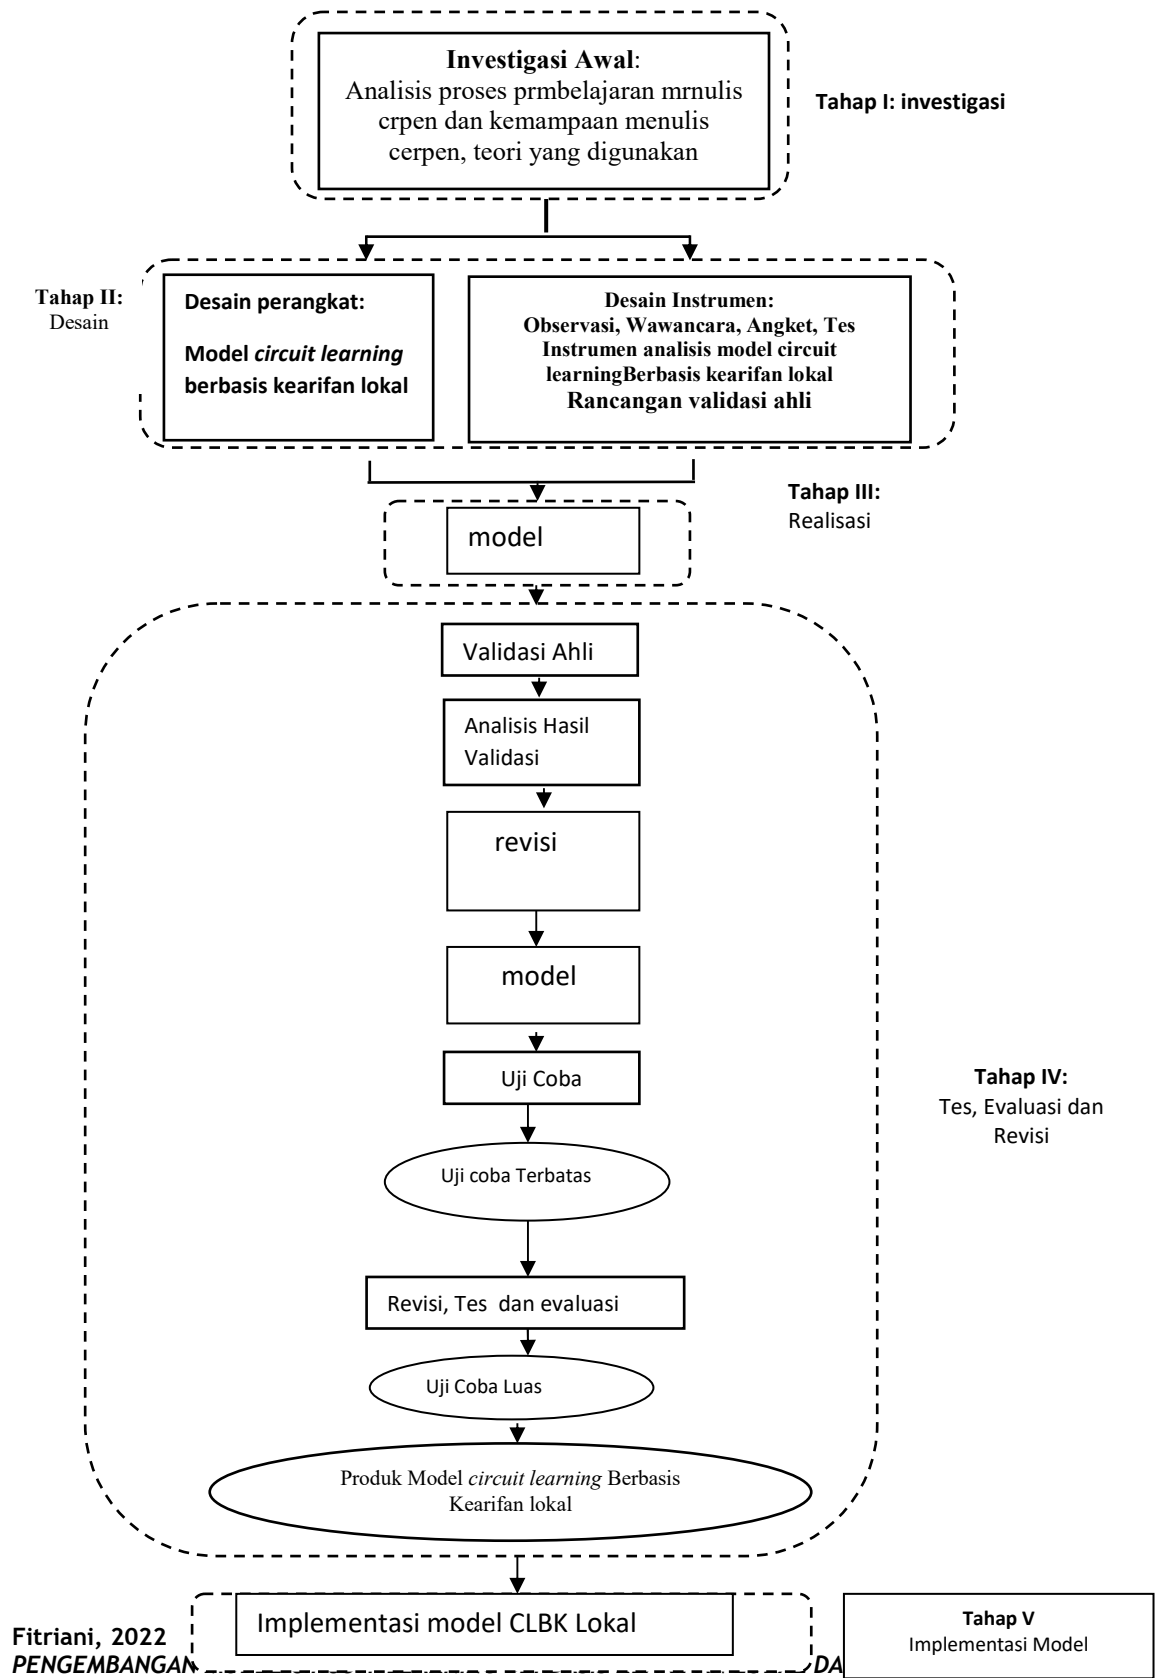 Investigasi Awal:
Analisis proses prmbelajaran mrnulis
crpen dan kemampaan menulis
cerpen, teori yang digunakan
Tahap I: investigasi
Tahap II:
Desain
Desain perangkat:
Model circuit learning
berbasis kearifan lokal
Desain Instrumen:
Observasi, Wawancara, Angket, Tes
Instrumen analisis model circuit
learningBerbasis kearifan lokal
Rancangan validasi ahli
Tahap III:
Realisasi
model
Validasi Ahli
Analisis Hasil
Validasi
revisi
model
Uji Coba
Tahap IV:
Tes, Evaluasi dan
Revisi
Uji coba Terbatas
Revisi, Tes  dan evaluasi
Uji Coba Luas
Produk Model circuit learning Berbasis
Kearifan lokal
Implementasi model CLBK Lokal
Tahap V
Implementasi Model
Fitriani, 2022
PENGEMBANGAN DA